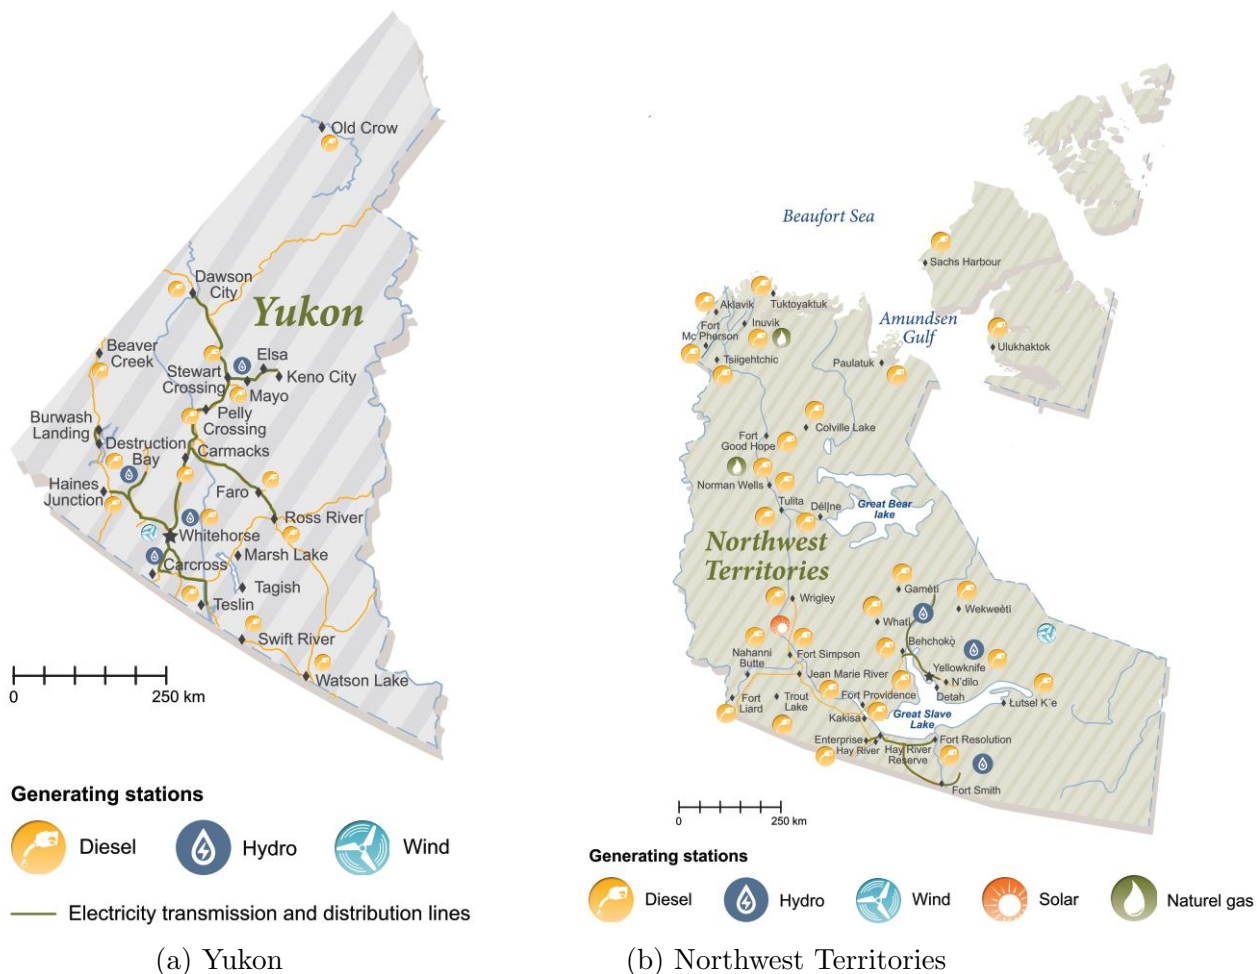 Old Crow
Dawson
City
Yukon
Beaver
Creek
Elsa
Stewart
Crossing
Keno City
Mayo
Pelly
Crossing
Burwash
Landing
Destruction
Bay
Carmacks
Haines
Junction
Faro
Ross River
Whitehorse
Marsh Lake
Carcross
Tagish
Teslin
Swift River
Watson Lake
0 250 km
Generating stations
Diesel Hydro Wind
Electricity transmission and distribution lines
(a) Yukon
Beaufort Sea
Sachs Harbour
Aklavik
Tuktoyaktuk
Fort
Mc Pherson
Inuvik
Amundsen
Gulf
Ulukhaktok
Tsiigehtchic
Paulatuk
Colville Lake
Fort
Good Hope
Norman Wells
Tulita
Délįne
Great Bear
lake
Northwest
Territories
Wrigley
Gamèti
Wekweèti
Whati
Behchokò
Nahanni
Butte
Fort Simpson
Yellowknife
Jean Marie River
N'dilo
Detah
Fort
Liard
Trout
Lake
Fort Providence
Łutsel K´e
Kakisa
Great Slave
Lake
Enterprise
Hay River
Hay River
Reserve
Fort Resolution
Fort Smith
0 250 km
Generating stations
Diesel Hydro Wind Solar Naturel gas
(b) Northwest Territories